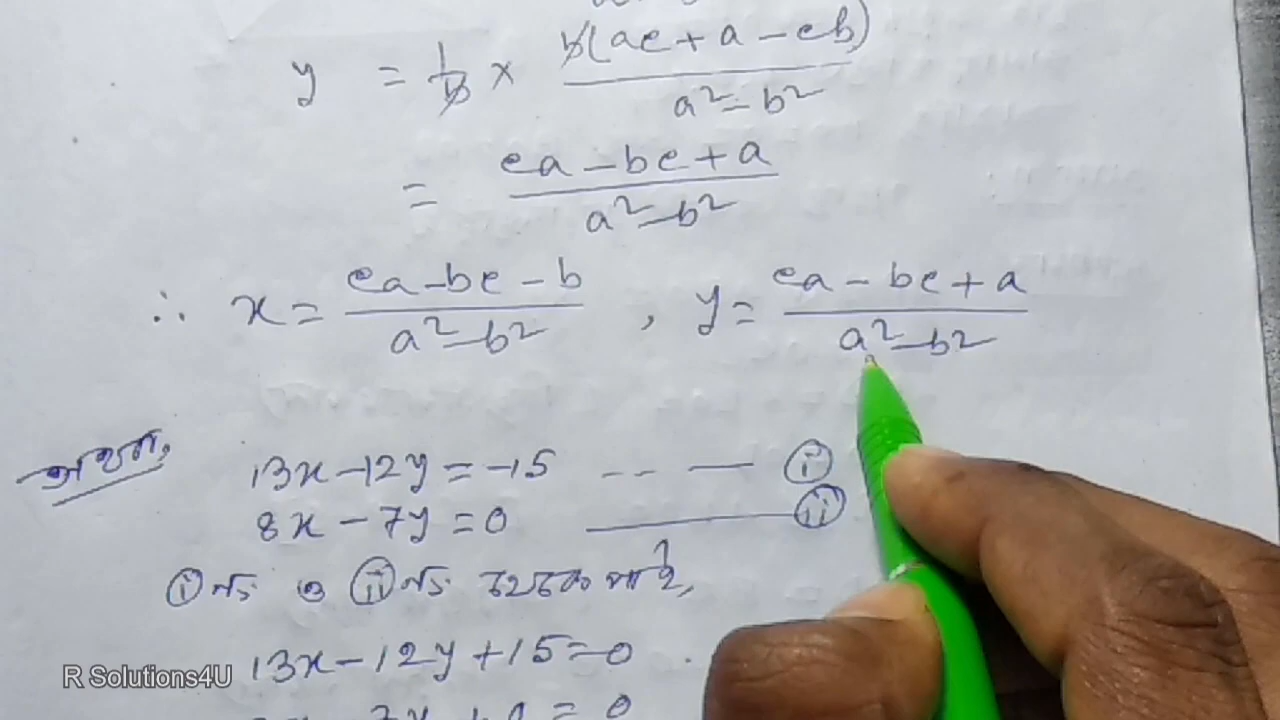 y = 1/b × b(ae + a - eb)/a² - b²
= ea - be + a/a² - b²
∴ x = ea - be - b/a² - b² , y = ea - be + a/a² - b²
অথবা,
13x - 12y = -15 -- — (i)
8x - 7y = 0 —— (ii)
(i) নং ও (ii) নং থেকে পাই,
13x - 12y + 15 = 0
R Solutions4U